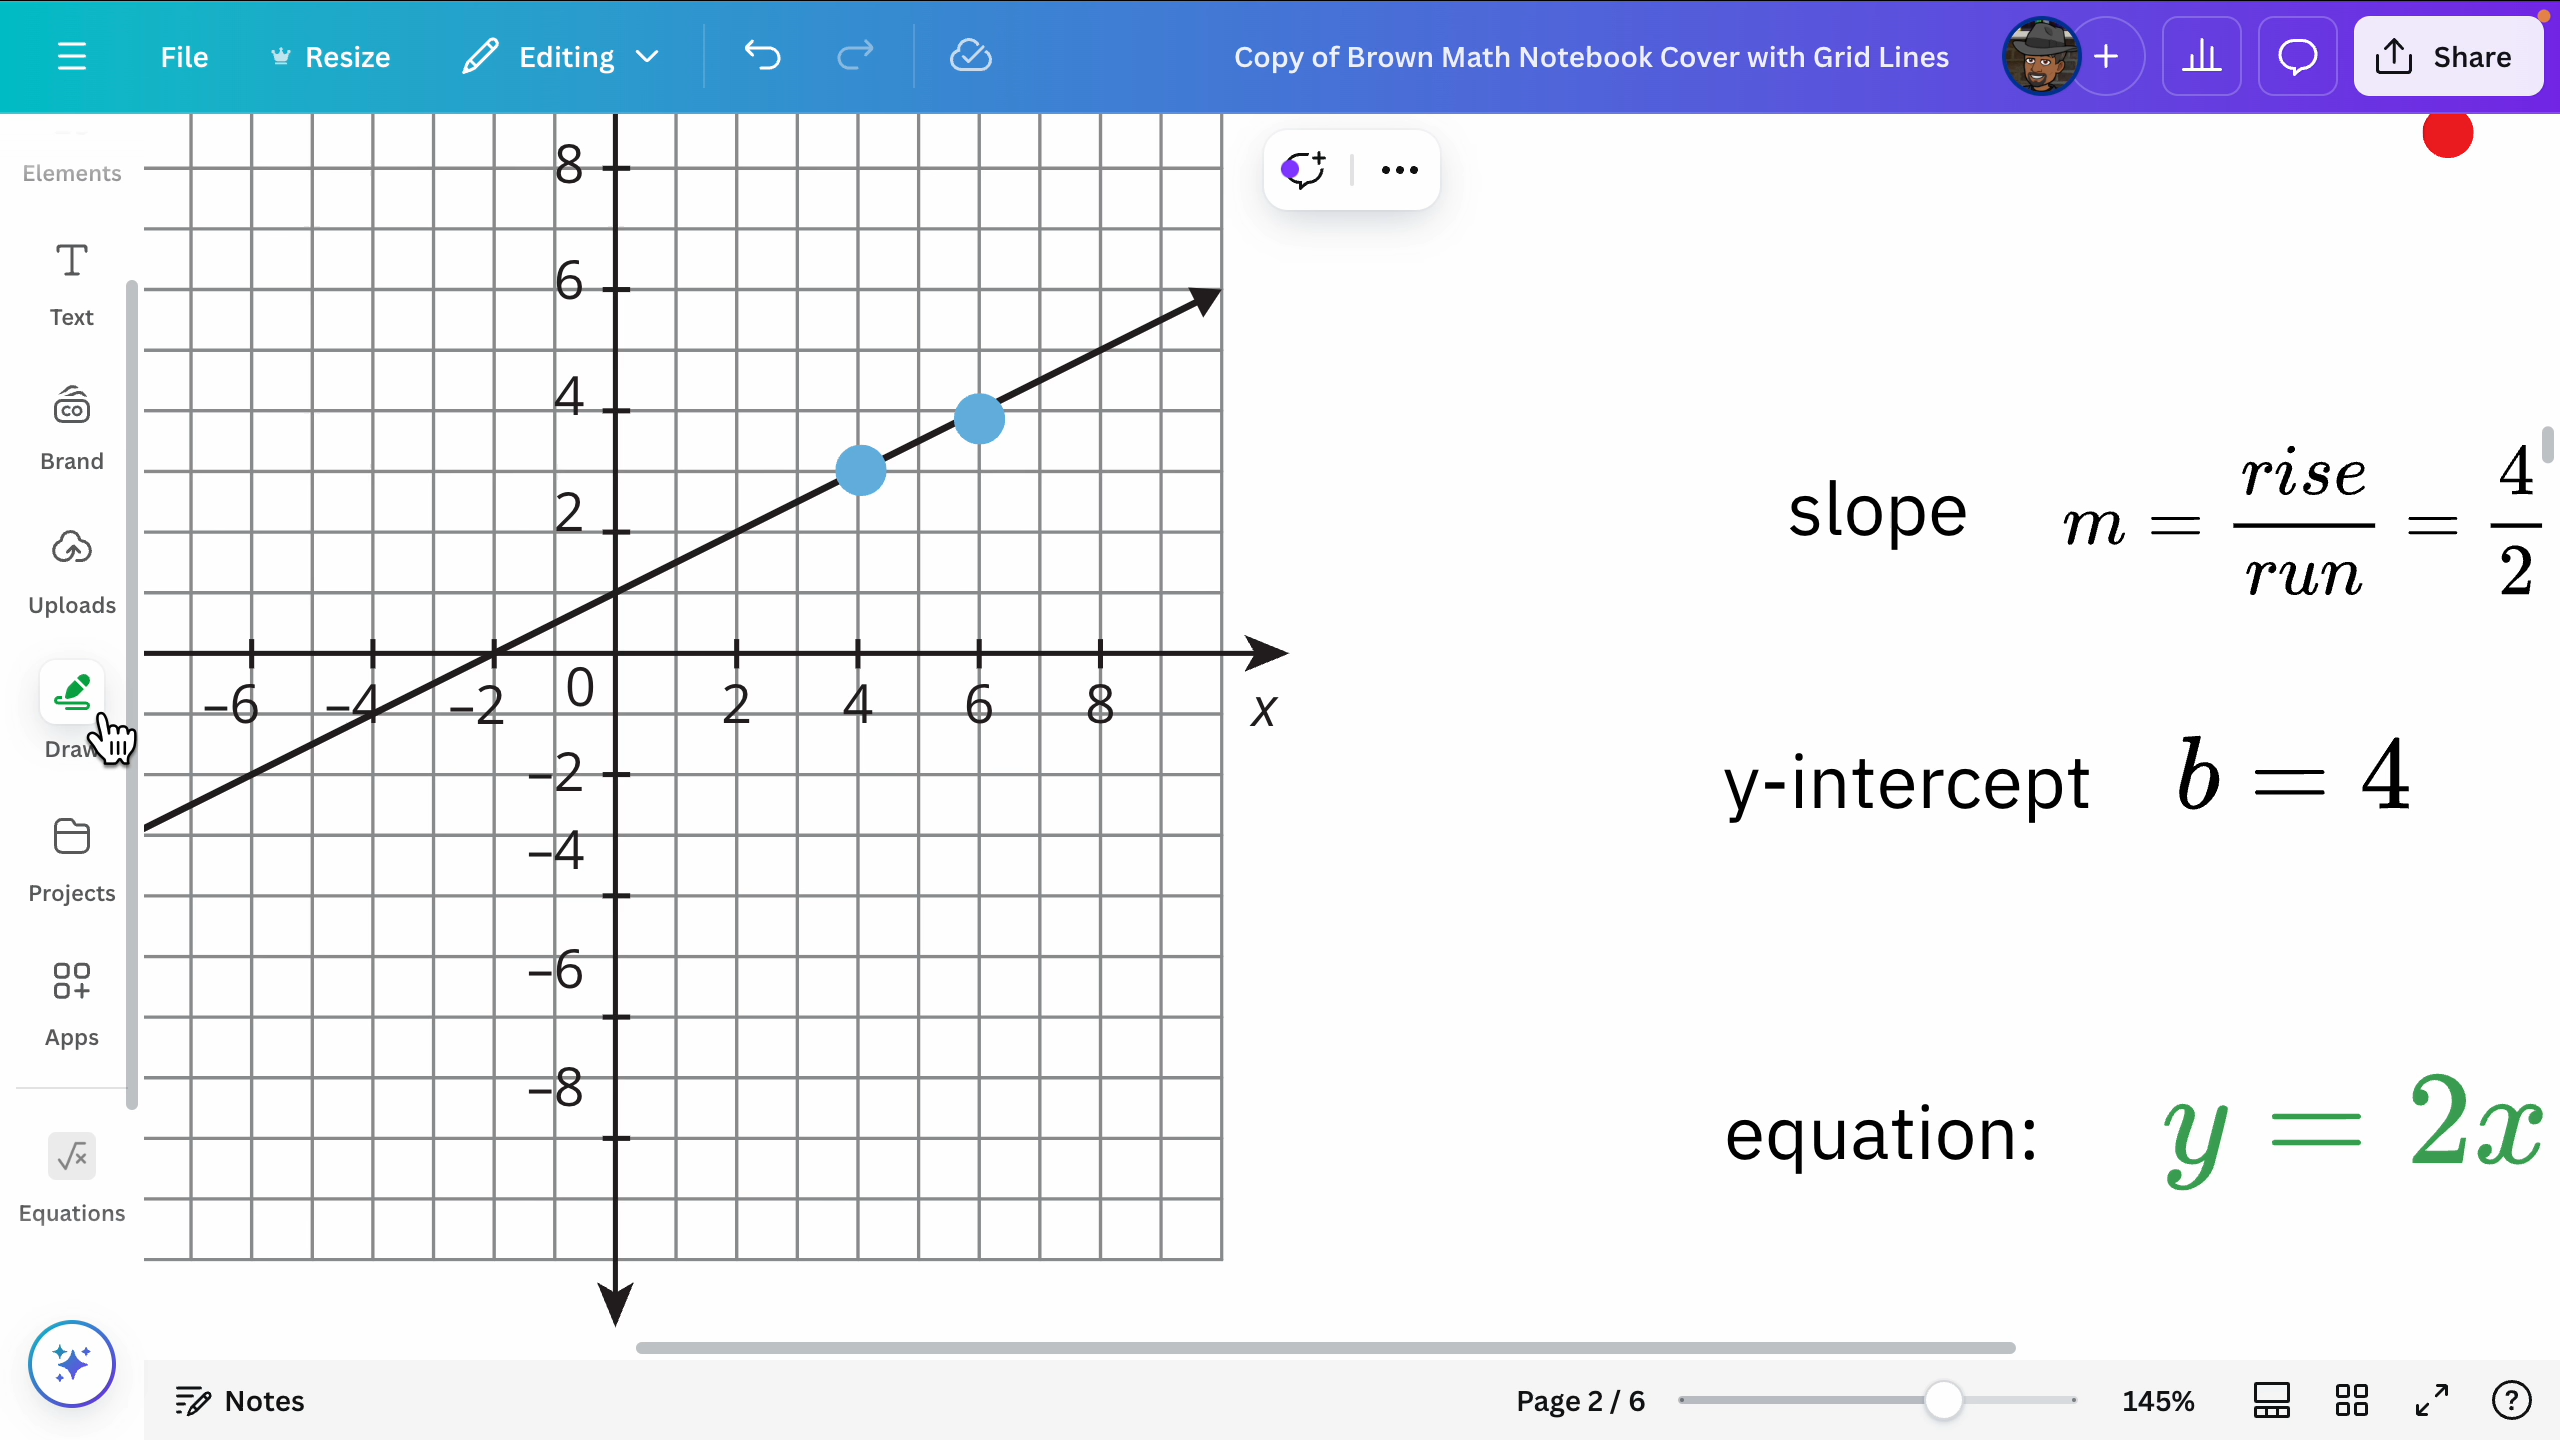 File Resize Editing Copy of Brown Math Notebook Cover with Grid Lines Share
Elements
Text
Brand
Uploads
Draw
Projects
Apps
Equations
8
6
4
2
–6 –4 –2 0 2 4 6 8
x
–2
–4
–6
–8
slope m = rise/run = 4/2
y-intercept b = 4
equation: y = 2x
Notes Page 2 / 6 145%